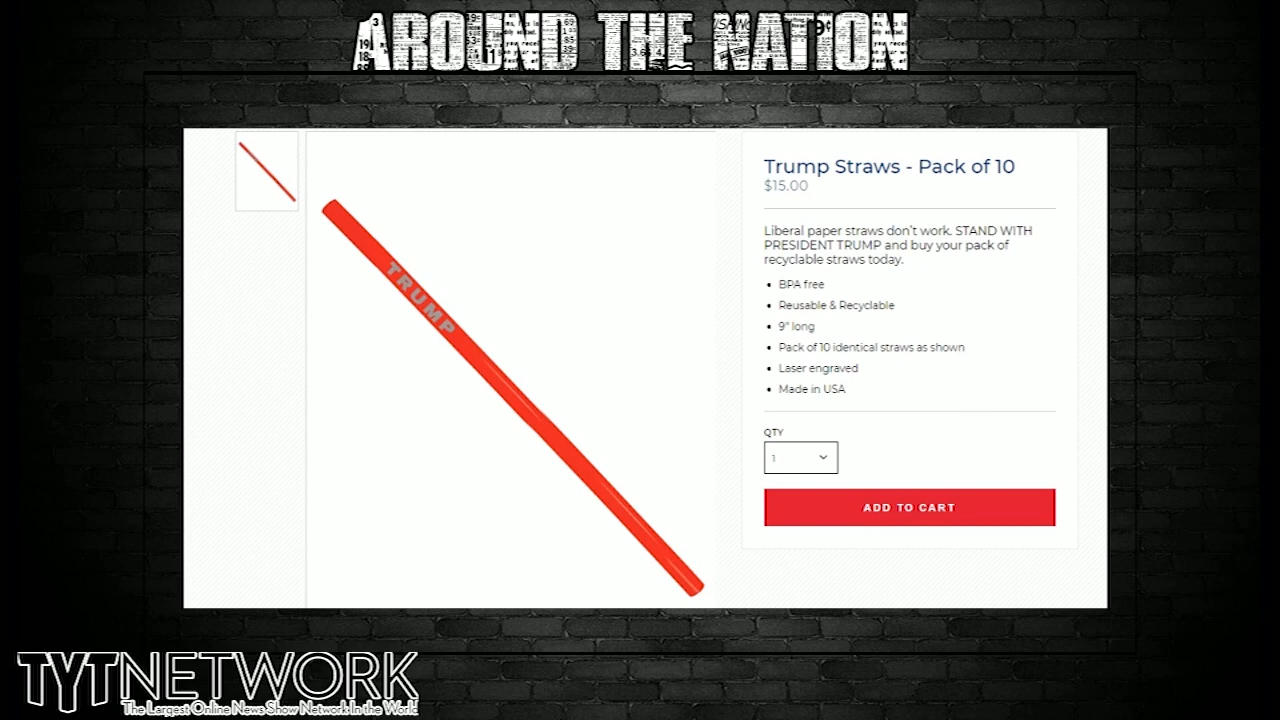 AROUND THE NATION
TRUMP
Trump Straws - Pack of 10
$15.00
Liberal paper straws don't work. STAND WITH
PRESIDENT TRUMP and buy your pack of
recyclable straws today.
• BPA free
• Reusable & Recyclable
• 9" long
• Pack of 10 identical straws as shown
• Laser engraved
• Made in USA
QTY
1
ADD TO CART
TYTNETWORK
The Largest Online News Show Network In the World